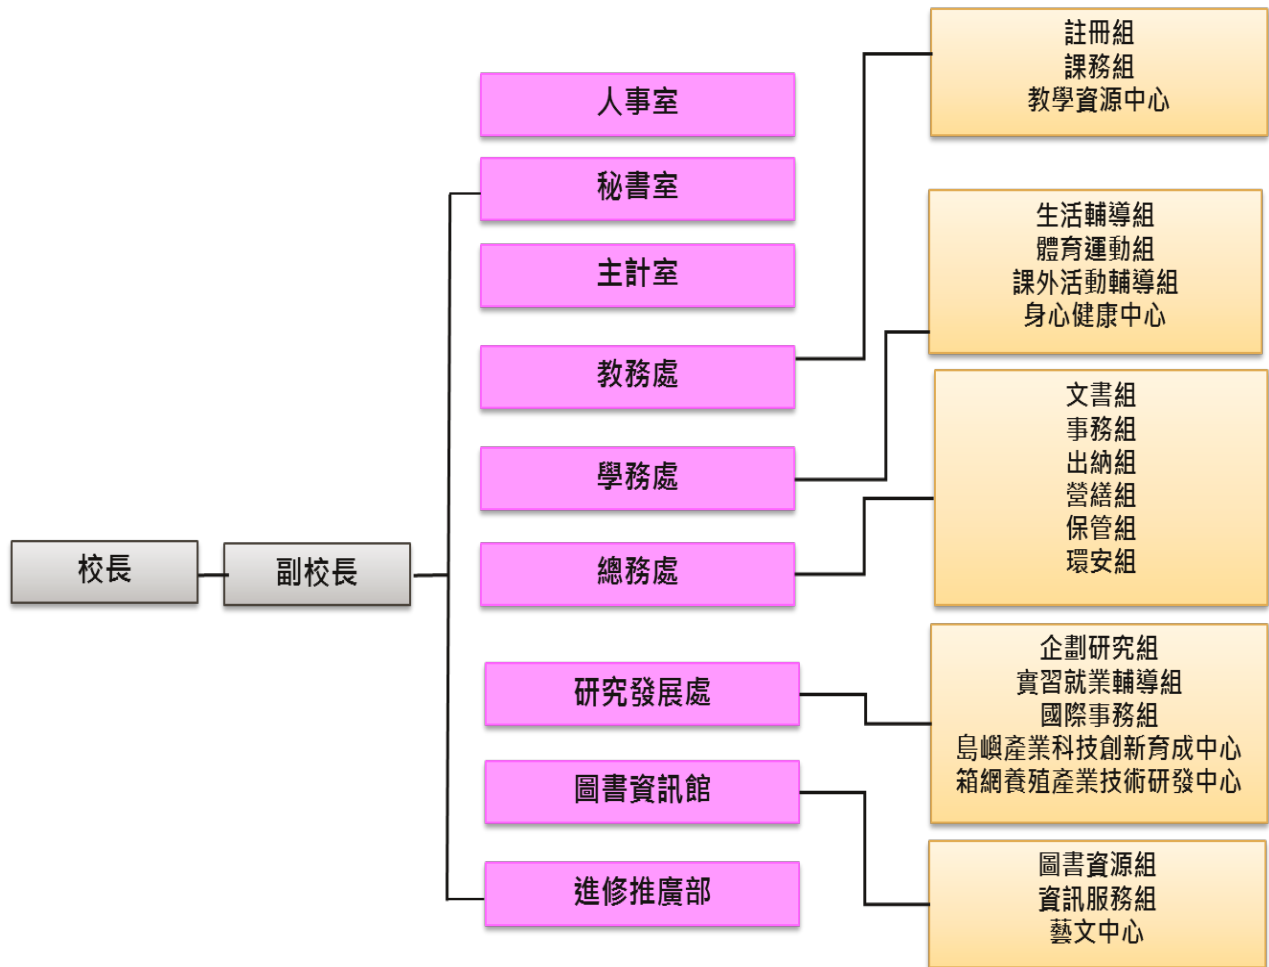 校長
副校長
人事室
秘書室
主計室
教務處
學務處
總務處
研究發展處
圖書資訊館
進修推廣部
註冊組
課務組
教學資源中心
生活輔導組
體育運動組
課外活動輔導組
身心健康中心
文書組
事務組
出納組
營繕組
保管組
環安組
企劃研究組
實習就業輔導組
國際事務組
島嶼產業科技創新育成中心
箱網養殖產業技術研發中心
圖書資源組
資訊服務組
藝文中心